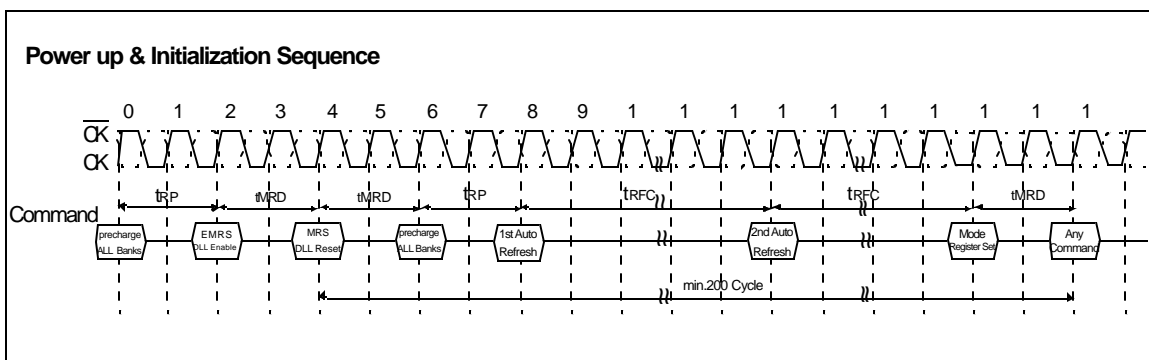 Power up & Initialization Sequence
0 1 2 3 4 5 6 7 8 9 1 1 1 1 1 1 1 1 1 1
CK
CK
tRP tMRD tMRD tRP tRFC tRFC tMRD
Command
precharge ALL Banks
EMRS DLL Enable
MRS DLL Reset
precharge ALL Banks
1st Auto Refresh
2nd Auto Refresh
Mode Register Set
Any Command
min.200 Cycle